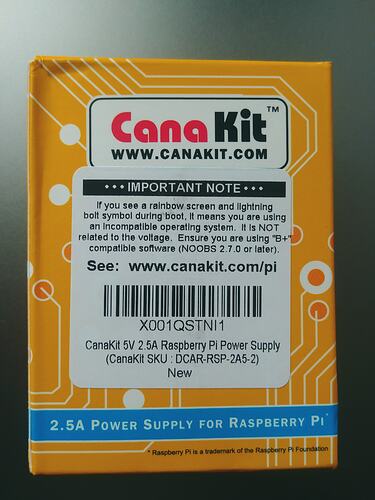 CanaKit™
WWW.CANAKIT.COM
••• IMPORTANT NOTE •••
If you see a rainbow screen and lightning
bolt symbol during boot, it means you are using
an incompatible operating system. It is NOT
related to the voltage. Ensure you are using "B+"
compatible software (NOOBS 2.7.0 or later).
See: www.canakit.com/pi
X001QSTNI1
CanaKit 5V 2.5A Raspberry Pi Power Supply
(CanaKit SKU : DCAR-RSP-2A5-2)
New
2.5A POWER SUPPLY FOR RASPBERRY PI*
* Raspberry Pi is a trademark of the Raspberry Pi Foundation